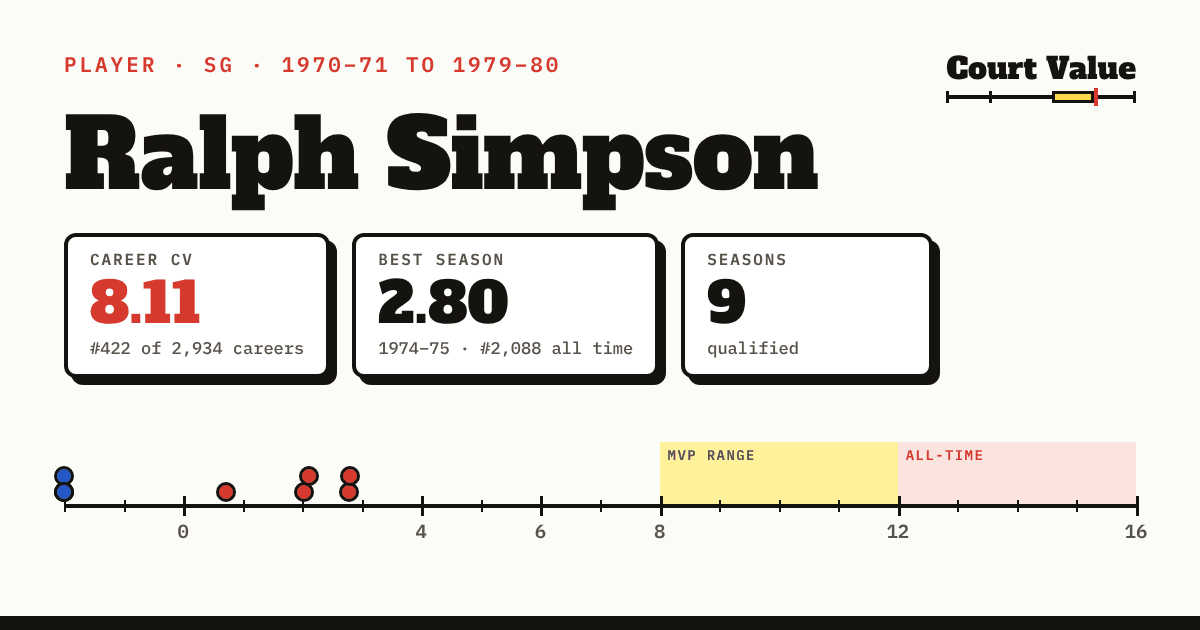 PLAYER · SG · 1970–71 TO 1979–80
Court Value
Ralph Simpson
CAREER CV
8.11
#422 of 2,934 careers
BEST SEASON
2.80
1974–75 · #2,088 all time
SEASONS
9
qualified
MVP RANGE
ALL-TIME
0
4
6
8
12
16